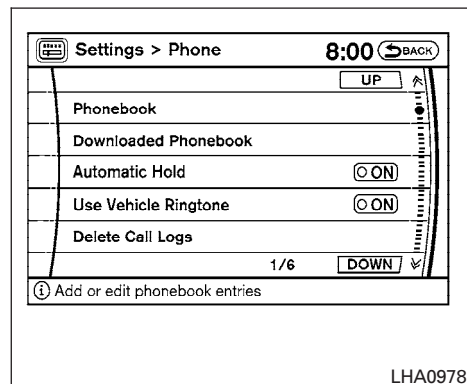 Settings > Phone 8:00 BACK
UP
Phonebook
Downloaded Phonebook
Automatic Hold ON
Use Vehicle Ringtone ON
Delete Call Logs
1/6 DOWN
i Add or edit phonebook entries
LHA0978